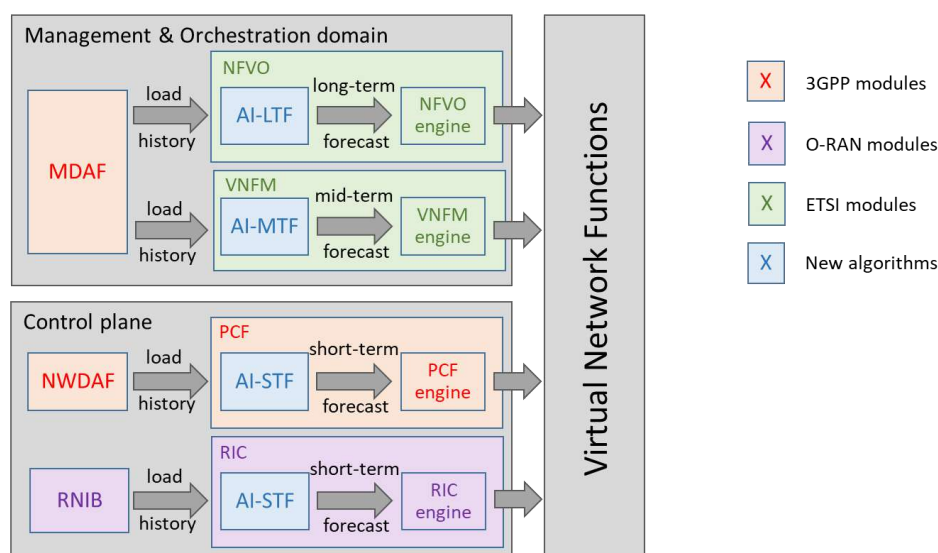 Management & Orchestration domain
MDAF
load
history
NFVO
AI-LTF
long-term
forecast
NFVO
engine
load
history
VNFM
AI-MTF
mid-term
forecast
VNFM
engine
Control plane
NWDAF
load
history
PCF
AI-STF
short-term
forecast
PCF
engine
RNIB
load
history
RIC
AI-STF
short-term
forecast
RIC
engine
Virtual Network Functions
X
3GPP modules
X
O-RAN modules
X
ETSI modules
X
New algorithms